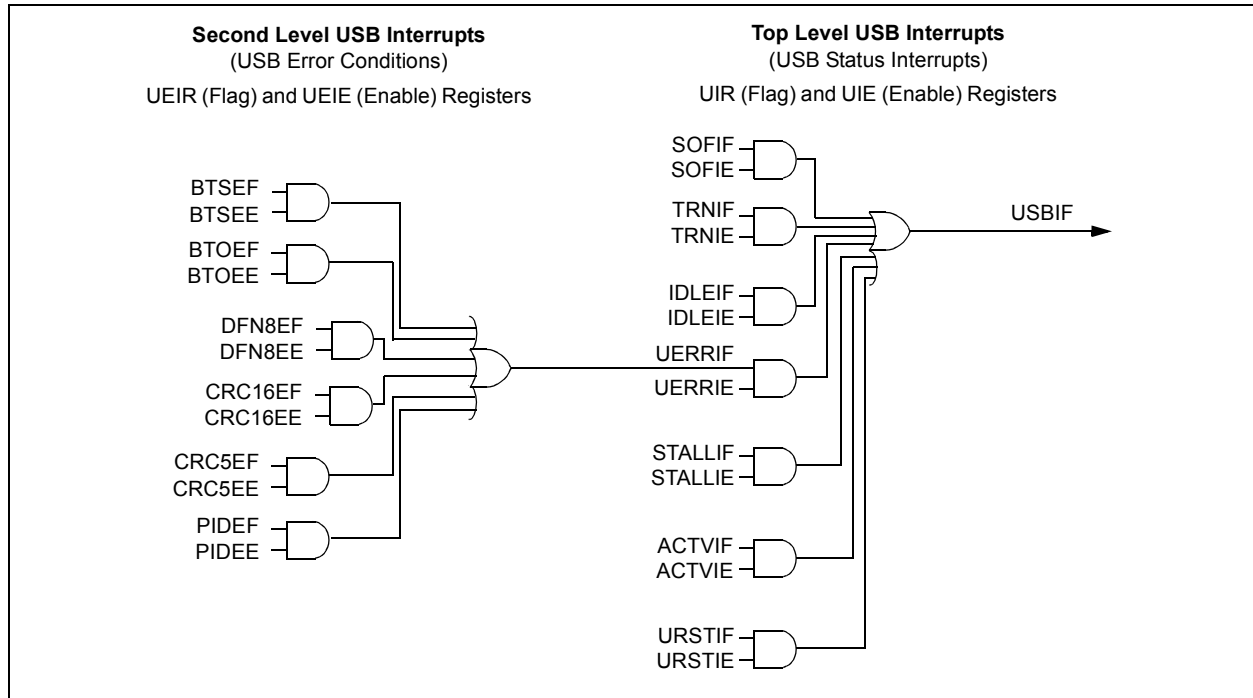 Second Level USB Interrupts
(USB Error Conditions)
UEIR (Flag) and UEIE (Enable) Registers
BTSEF
BTSEE
BTOEF
BTOEE
DFN8EF
DFN8EE
CRC16EF
CRC16EE
CRC5EF
CRC5EE
PIDEF
PIDEE
Top Level USB Interrupts
(USB Status Interrupts)
UIR (Flag) and UIE (Enable) Registers
SOFIF
SOFIE
TRNIF
TRNIE
IDLEIF
IDLEIE
UERRIF
UERRIE
STALLIF
STALLIE
ACTVIF
ACTVIE
URSTIF
URSTIE
USBIF